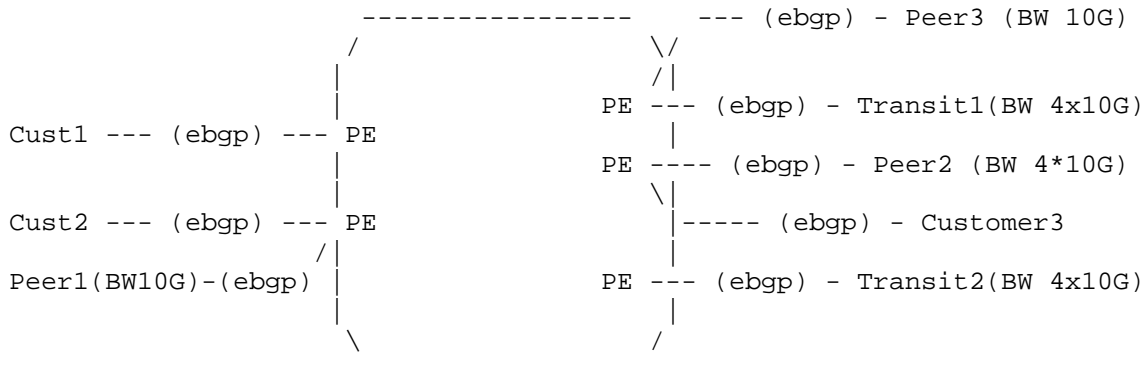 ----------------- --- (ebgp) - Peer3 (BW 10G)
/ \/
| /|
| PE --- (ebgp) - Transit1(BW 4x10G)
Cust1 --- (ebgp) --- PE |
| PE ---- (ebgp) - Peer2 (BW 4*10G)
| \|
Cust2 --- (ebgp) --- PE |----- (ebgp) - Customer3
/| |
Peer1(BW10G)-(ebgp) | PE --- (ebgp) - Transit2(BW 4x10G)
| |
\ /